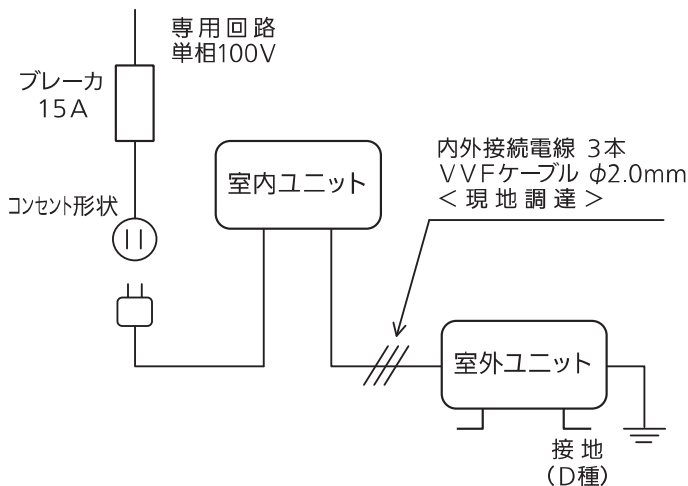 専用回路
単相100V
ブレーカ
15A
コンセント形状
室内ユニット
内外接続電線 3本
VVFケーブル φ2.0mm
＜現地調達＞
室外ユニット
接地
（D種）